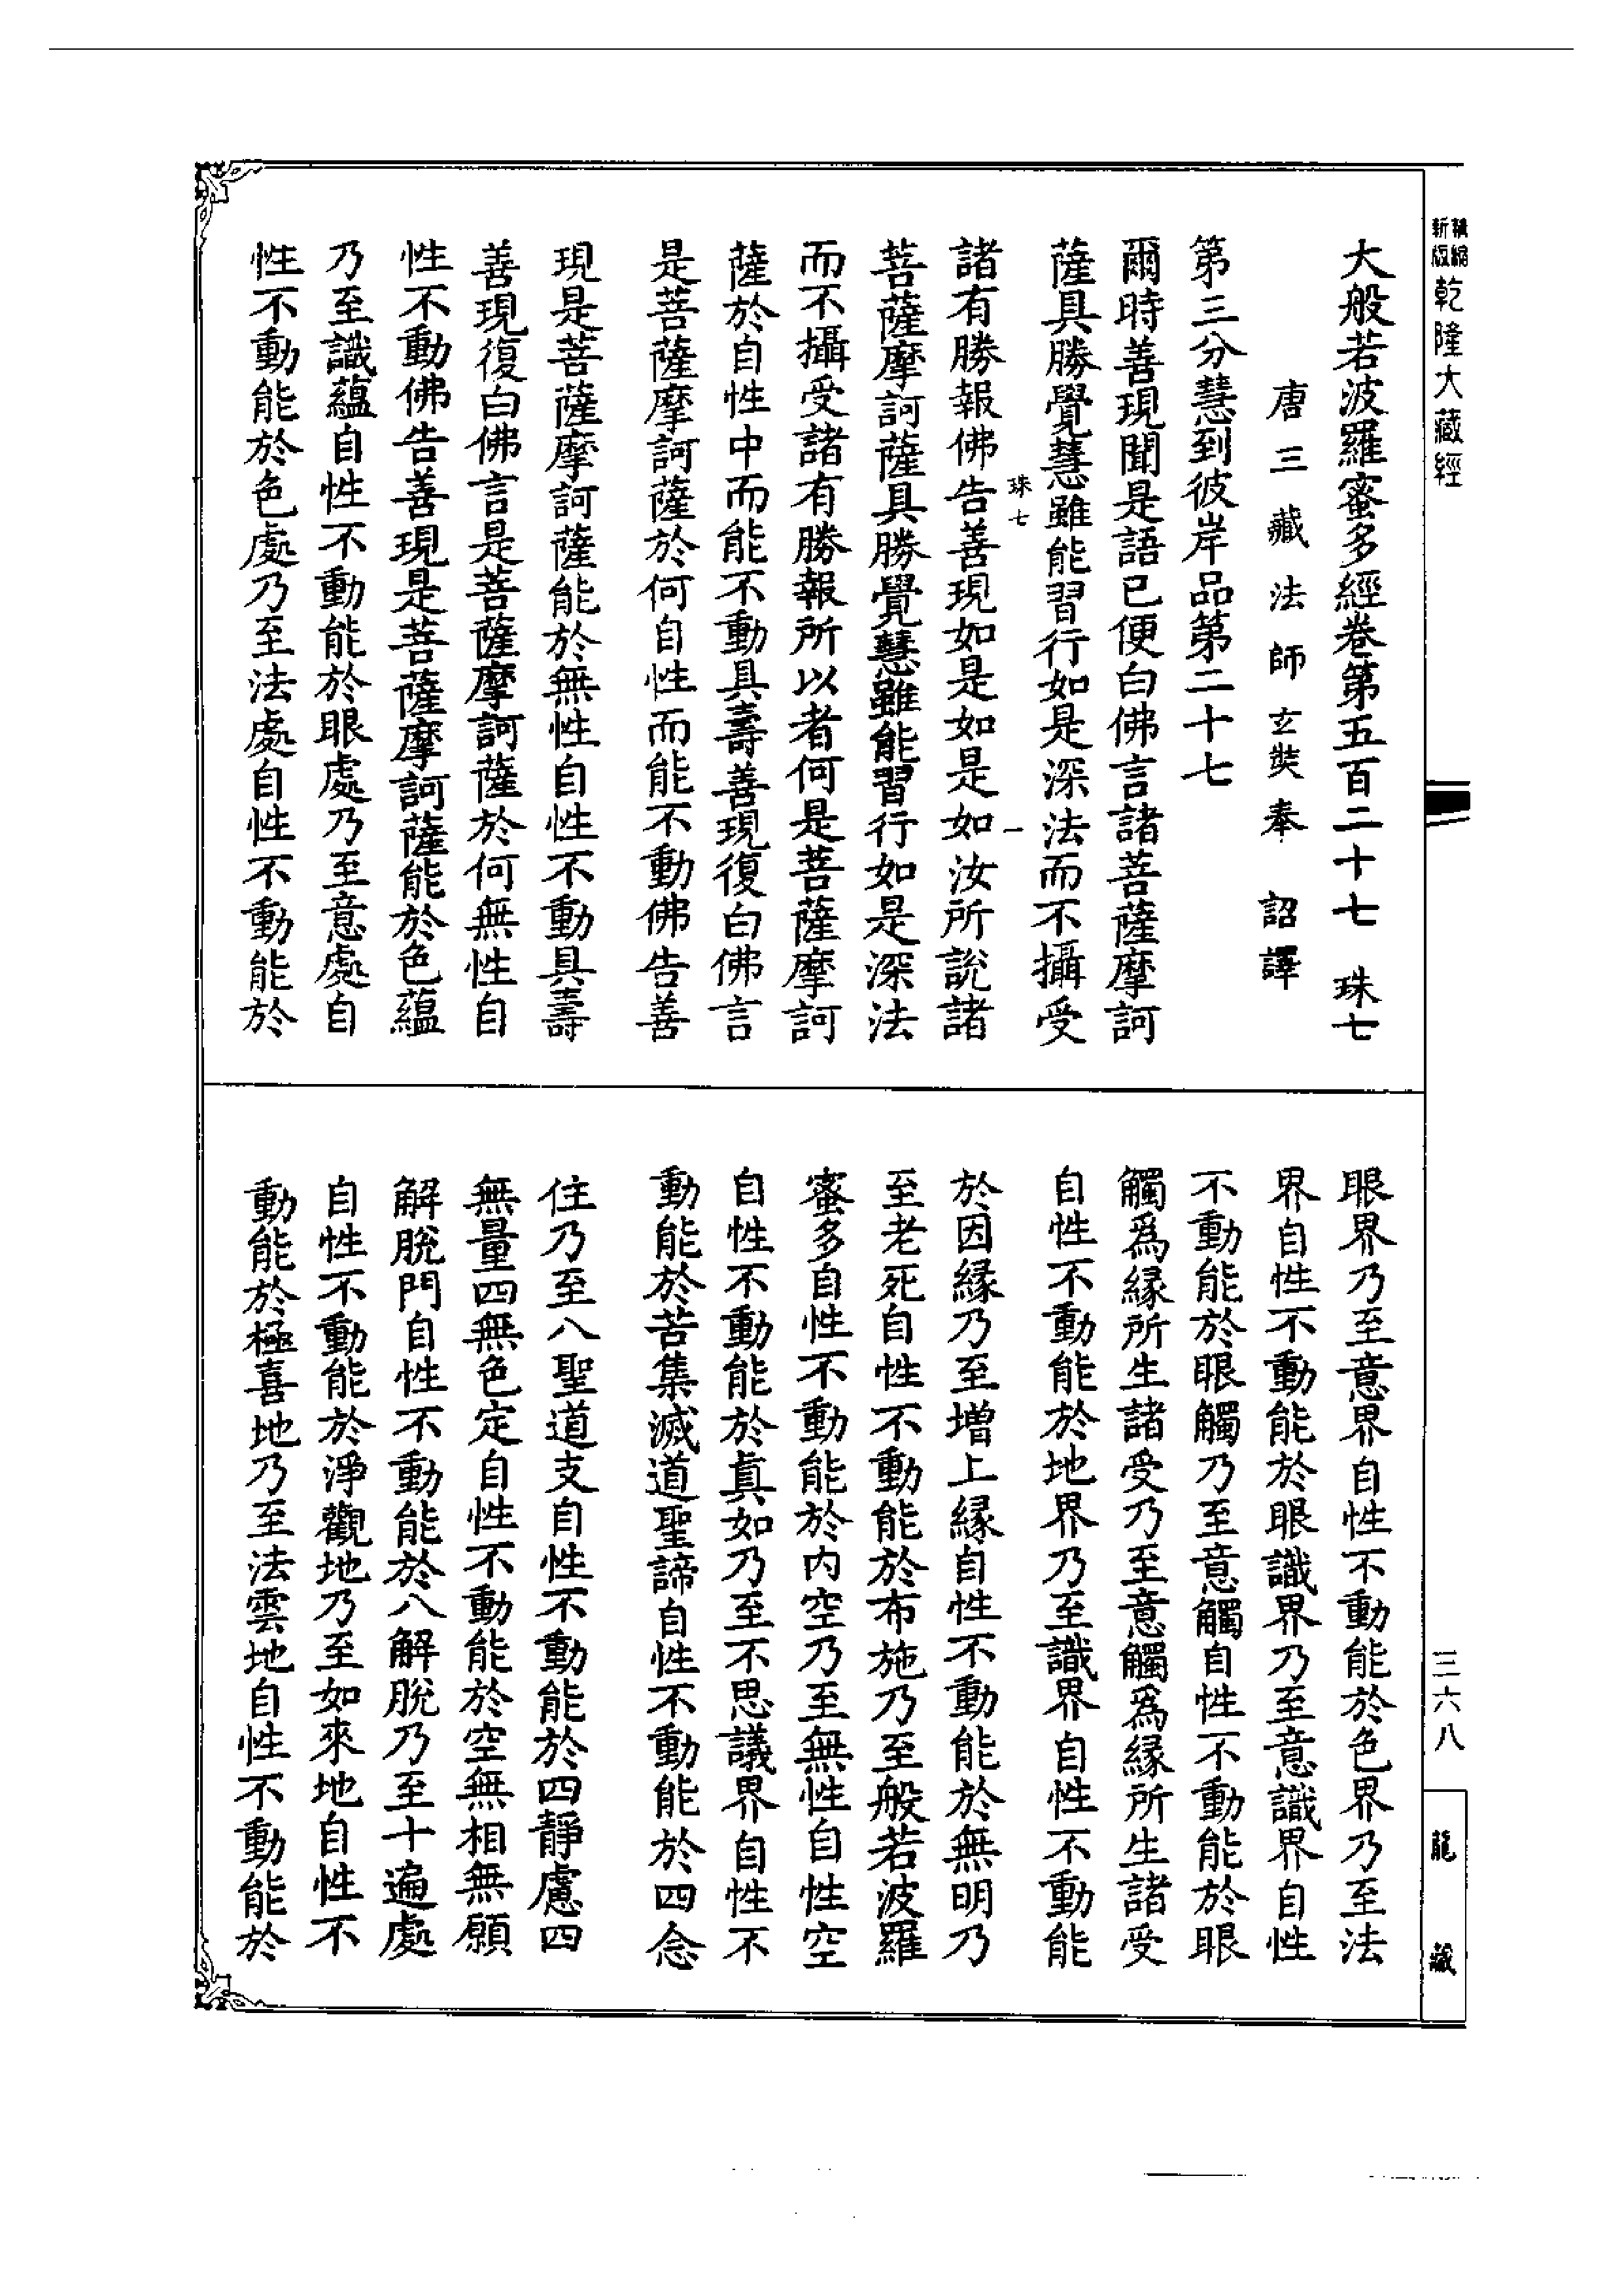 新版精縮乾隆大藏經
大般若波羅蜜多經卷第五百二十七　珠七
唐三藏法師玄奘奉　詔譯
第三分慧到彼岸品第二十七
爾時善現聞是語已便白佛言諸菩薩摩訶
薩具勝覺慧雖能習行如是深法而不攝受
珠七　一
諸有勝報佛告善現如是如是如汝所說諸
菩薩摩訶薩具勝覺慧雖能習行如是深法
而不攝受諸有勝報所以者何是菩薩摩訶
薩於自性中而能不動具壽善現復白佛言
是菩薩摩訶薩於何自性而能不動佛告善
現是菩薩摩訶薩能於無性自性不動具壽
善現復白佛言是菩薩摩訶薩於何無性自
性不動佛告善現是菩薩摩訶薩能於色蘊
乃至識蘊自性不動能於眼處乃至意處自
性不動能於色處乃至法處自性不動能於
眼界乃至意界自性不動能於色界乃至法
界自性不動能於眼識界乃至意識界自性
不動能於眼觸乃至意觸自性不動能於眼
觸爲緣所生諸受乃至意觸爲緣所生諸受
自性不動能於地界乃至識界自性不動能
於因緣乃至增上緣自性不動能於無明乃
至老死自性不動能於布施乃至般若波羅
蜜多自性不動能於內空乃至無性自性空
自性不動能於真如乃至不思議界自性不
動能於苦集滅道聖諦自性不動能於四念
住乃至八聖道支自性不動能於四靜慮四
無量四無色定自性不動能於空無相無願
解脫門自性不動能於八解脫乃至十遍處
自性不動能於淨觀地乃至如來地自性不
動能於極喜地乃至法雲地自性不動能於
三六八
龍藏